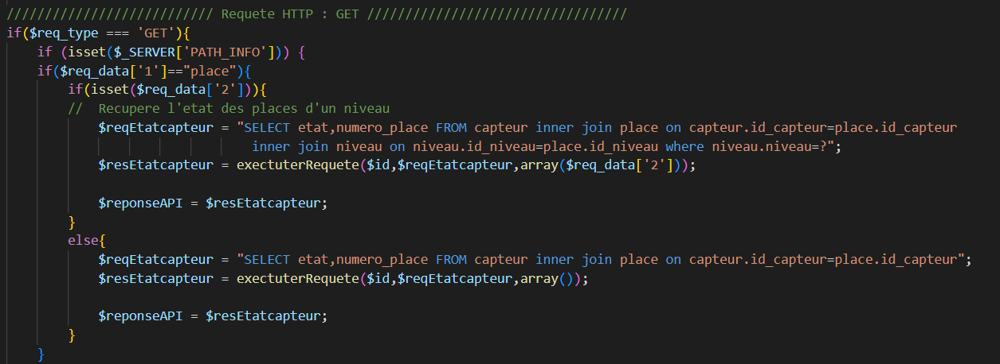 /////////////////////////// Requete HTTP : GET //////////////////////////////////
if($req_type === 'GET'){
if (isset($_SERVER['PATH_INFO'])) {
if($req_data['1']=="place"){
if(isset($req_data['2'])){
// Recupere l'etat des places d'un niveau
$reqEtatcapteur = "SELECT etat,numero_place FROM capteur inner join place on capteur.id_capteur=place.id_capteur
inner join niveau on niveau.id_niveau=place.id_niveau where niveau.niveau=?";
$resEtatcapteur = exectuterRequete($id,$reqEtatcapteur,array($req_data['2']));
$reponseAPI = $resEtatcapteur;
}
else{
$reqEtatcapteur = "SELECT etat,numero_place FROM capteur inner join place on capteur.id_capteur=place.id_capteur";
$resEtatcapteur = exectuterRequete($id,$reqEtatcapteur,array());
$reponseAPI = $resEtatcapteur;
}
}